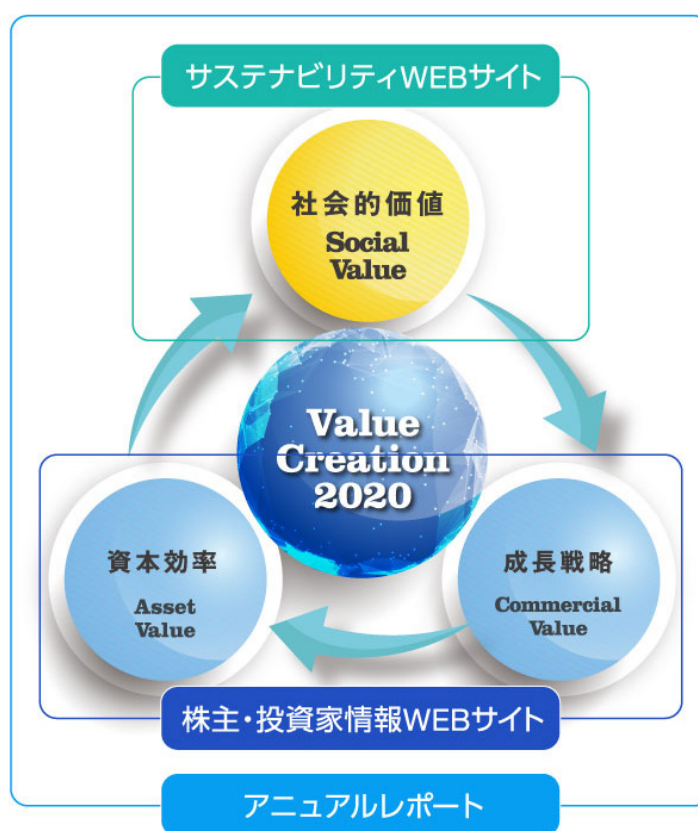 サステナビリティWEBサイト
社会的価値
Social
Value
Value
Creation
2020
資本効率
Asset
Value
成長戦略
Commercial
Value
株主・投資家情報WEBサイト
アニュアルレポート